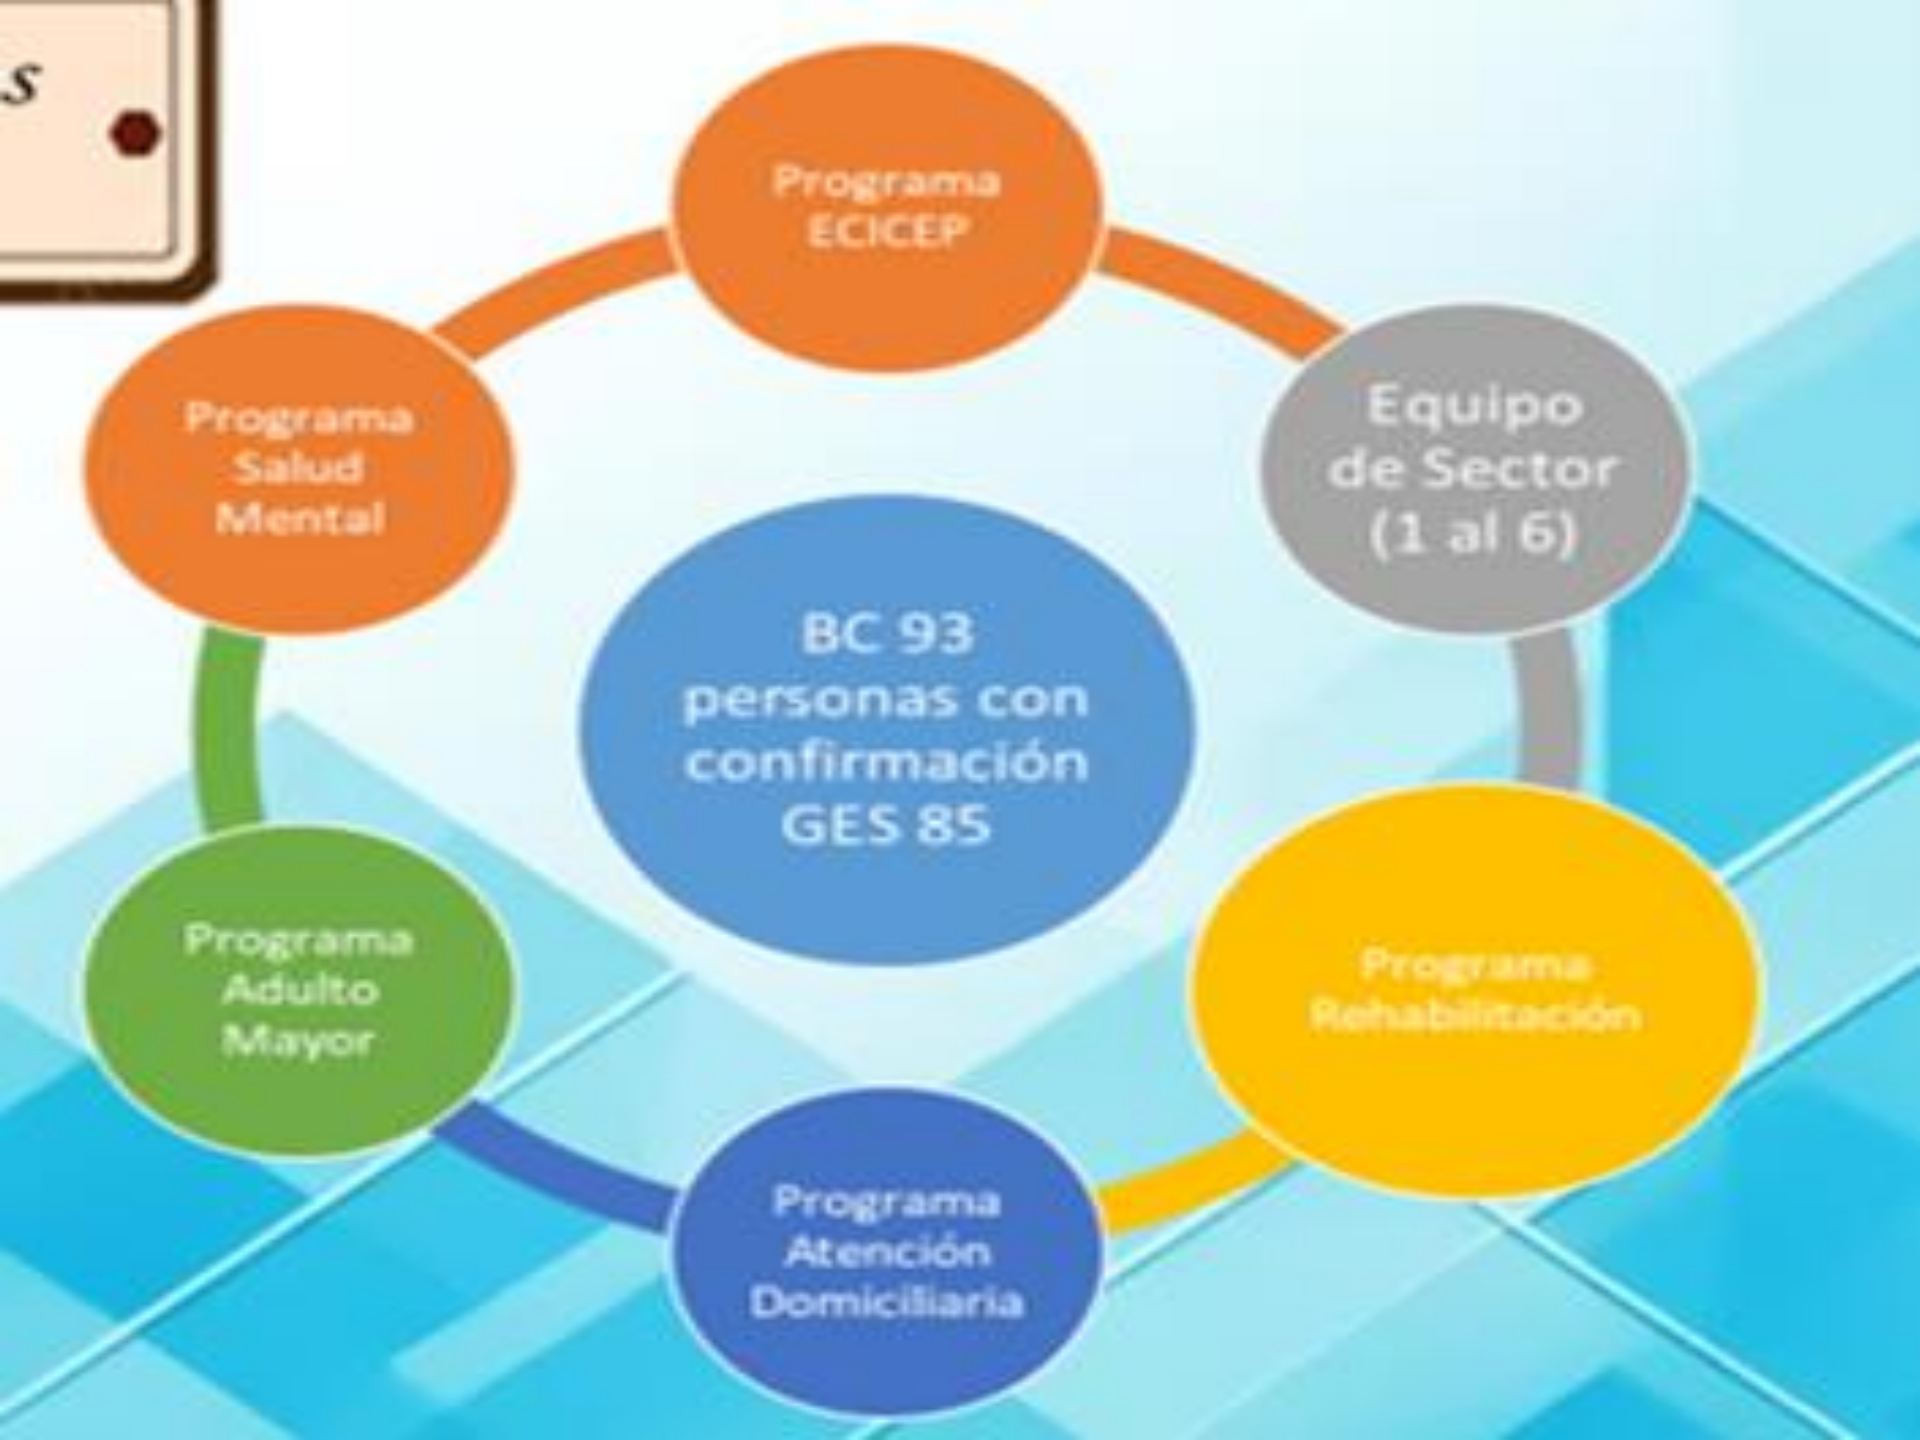 s
Programa
ECICEP
Equipo
de Sector
(1 al 6)
Programa
Rehabilitación
Programa
Atención
Domiciliaria
Programa
Adulto
Mayor
Programa
Salud
Mental
BC 93
personas con
confirmación
GES 85